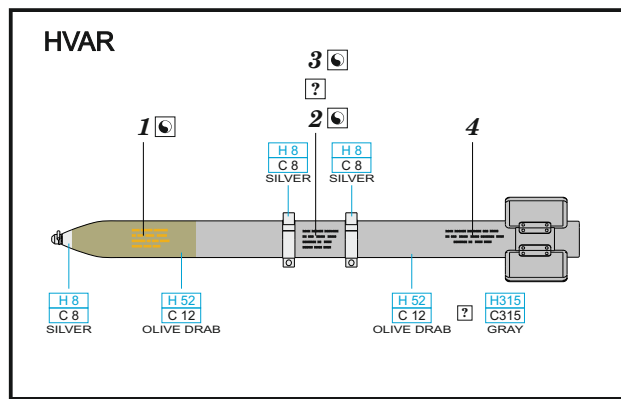 HVAR
3
?
1
2
4
H 8
C 8
SILVER
H 8
C 8
SILVER
H 8
C 8
SILVER
H 52
C 12
OLIVE DRAB
H 52
C 12
OLIVE DRAB
?
H315
C315
GRAY